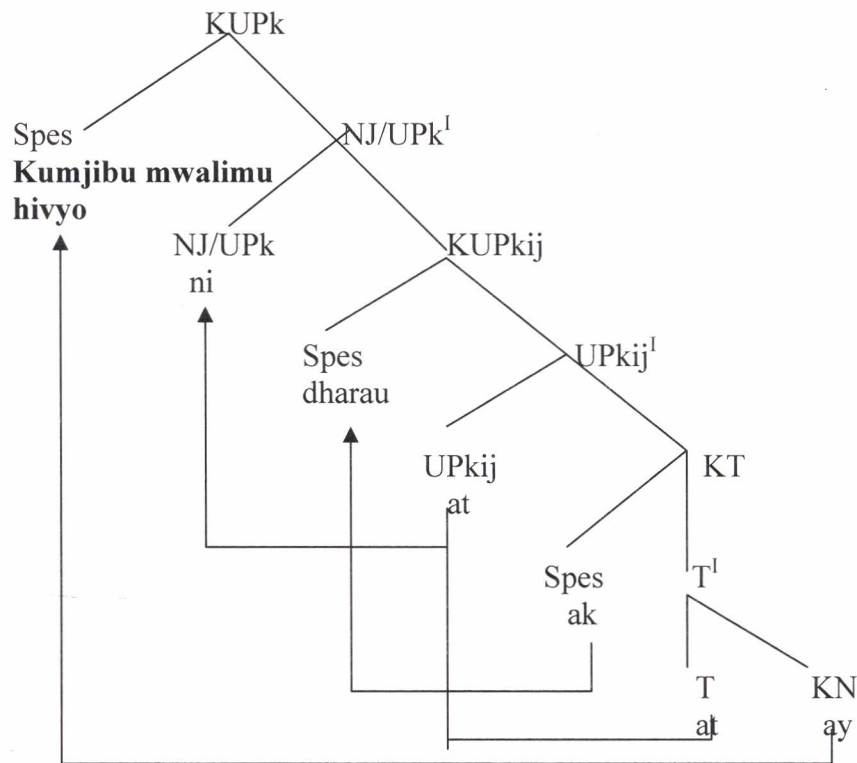 KUPk
Spes NJ/UPkᴵ
Kumjibu mwalimu
hivyo
NJ/UPk KUPkij
ni
Spes UPkijᴵ
dharau
UPkij KT
at
Spes Tᴵ
ak
T KN
at ay